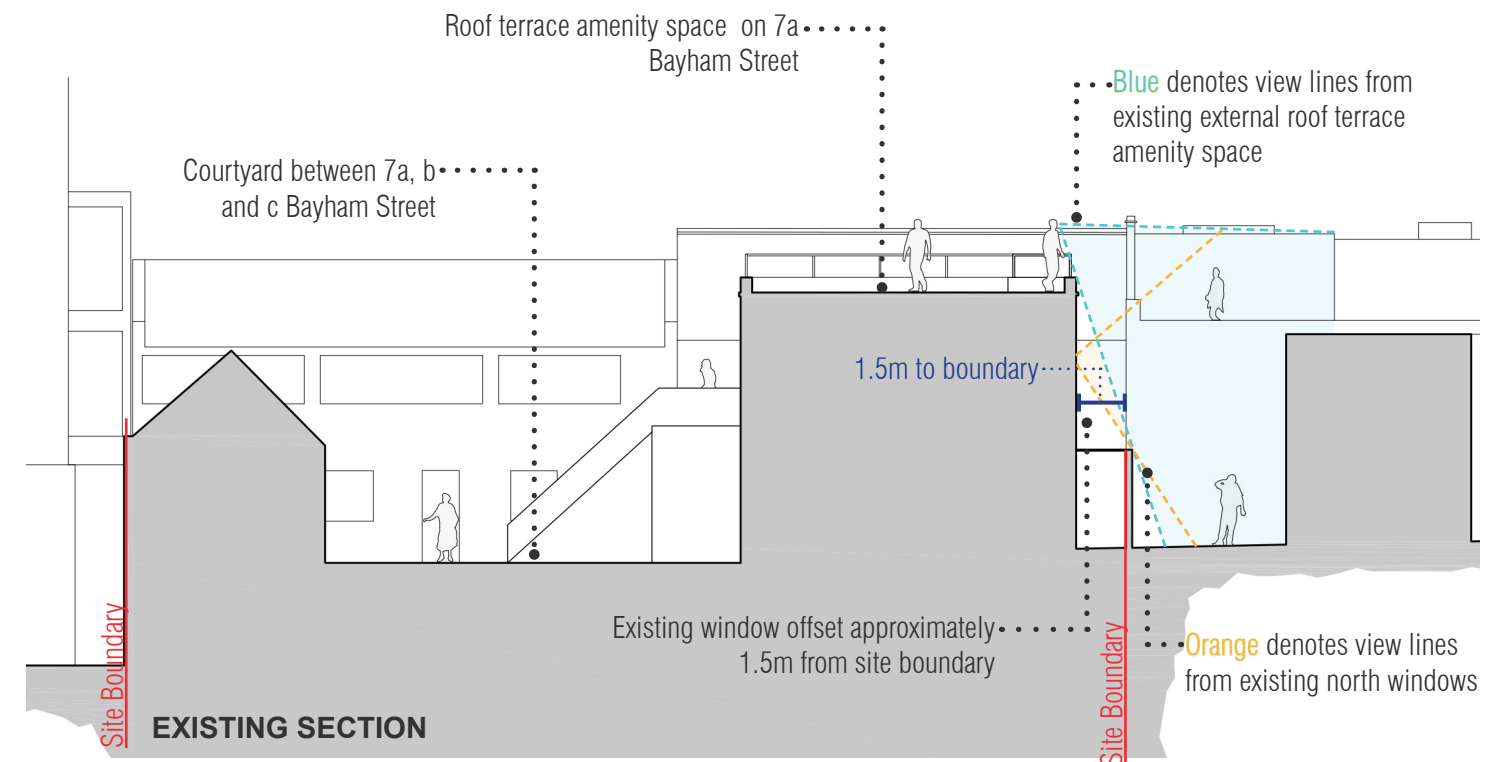 Roof terrace amenity space on 7a
Bayham Street
Blue denotes view lines from
existing external roof terrace
amenity space
Courtyard between 7a, b
and c Bayham Street
1.5m to boundary
Existing window offset approximately
1.5m from site boundary
Orange denotes view lines
from existing north windows
Site Boundary
Site Boundary
EXISTING SECTION